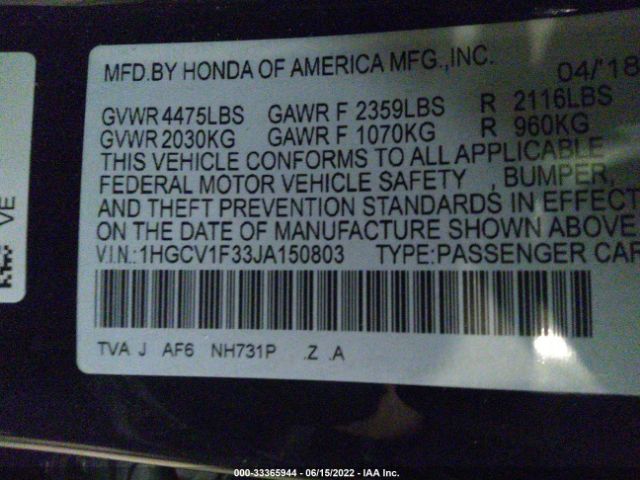 MFD.BY HONDA OF AMERICA MFG.,INC. 04/'18
GVWR 4475LBS GAWR F 2359LBS R 2116LBS
GVWR 2030KG GAWR F 1070KG R 960KG
THIS VEHICLE CONFORMS TO ALL APPLICABLE
FEDERAL MOTOR VEHICLE SAFETY , BUMPER,
AND THEFT PREVENTION STANDARDS IN EFFECT
ON THE DATE OF MANUFACTURE SHOWN ABOVE.
V.I.N.:1HGCV1F33JA150803 TYPE:PASSENGER CAR
TVA J AF6 NH731P .Z .A
VE
000-33365944 - 06/15/2022 - IAA Inc.